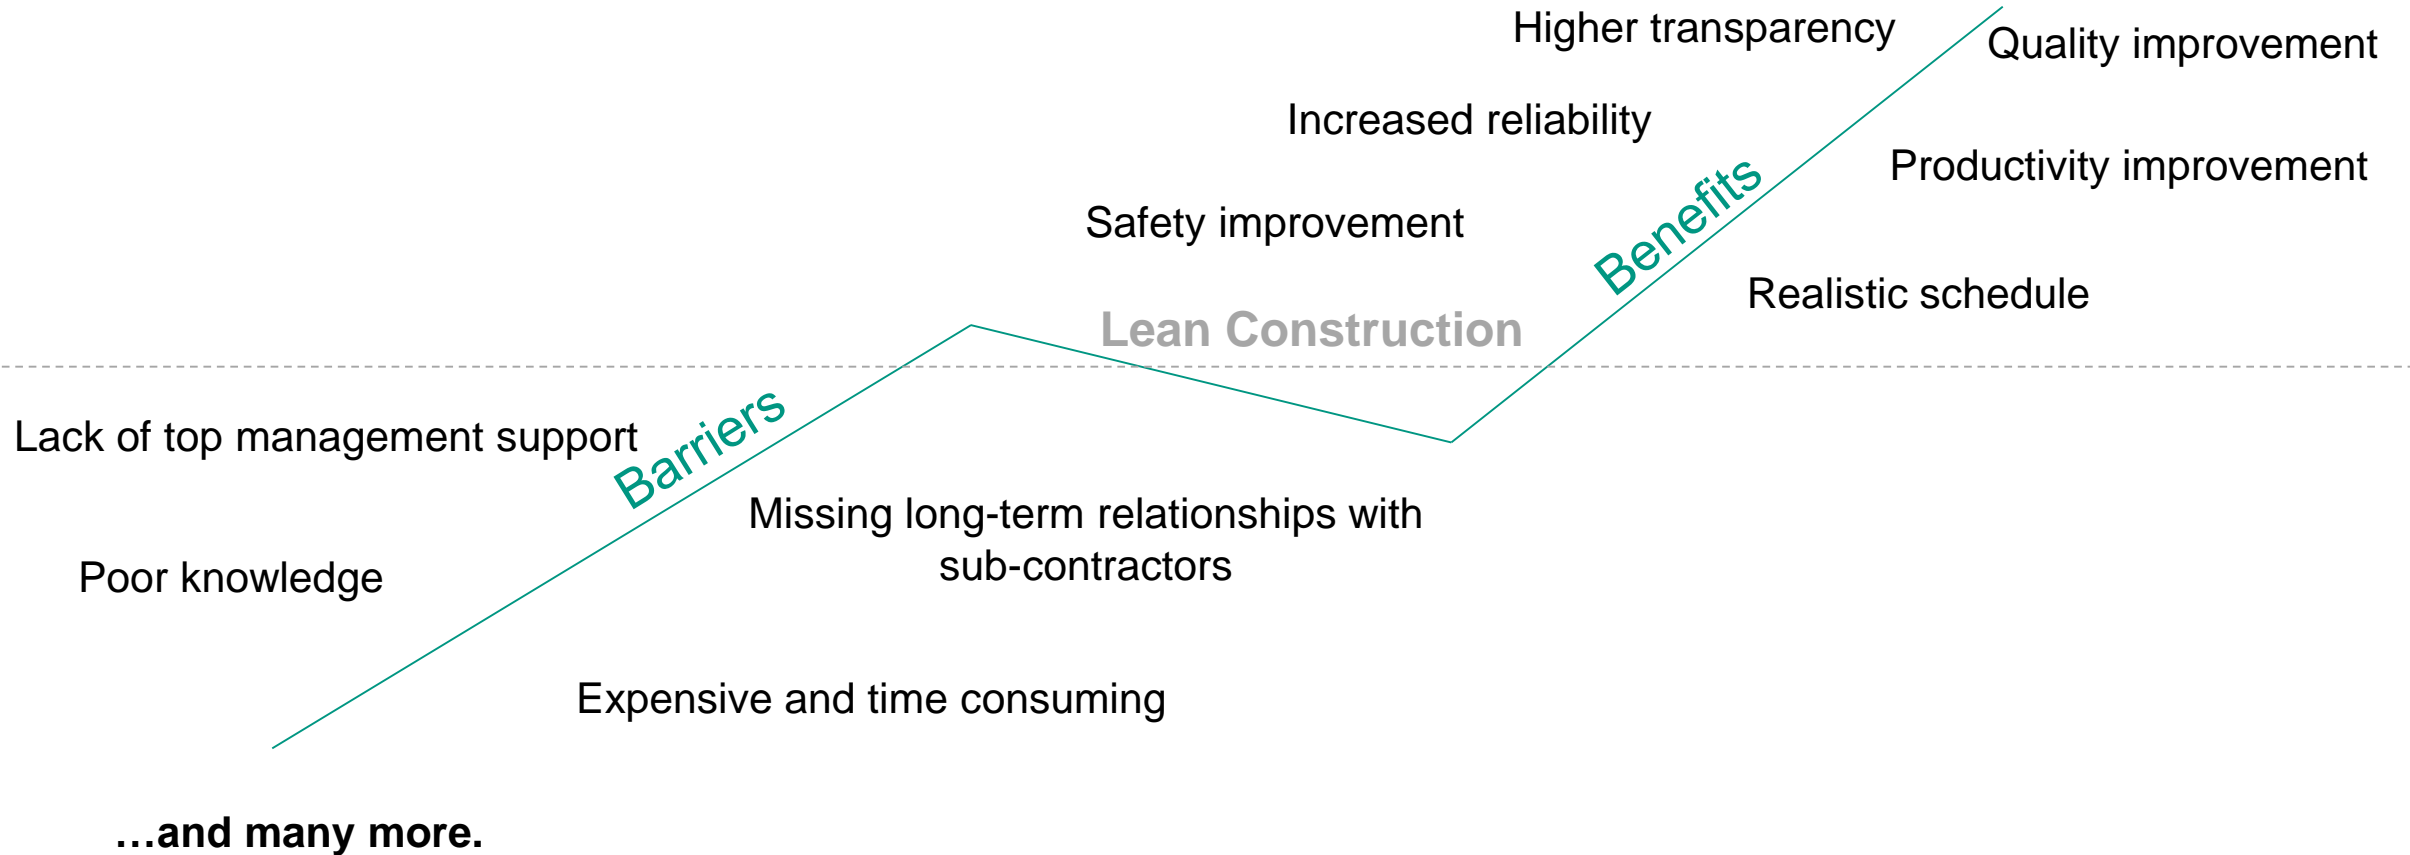 Higher transparency
Quality improvement
Increased reliability
Productivity improvement
Safety improvement
Benefits
Realistic schedule
Lean Construction
Barriers
Lack of top management support
Missing long-term relationships with
sub-contractors
Poor knowledge
Expensive and time consuming
…and many more.